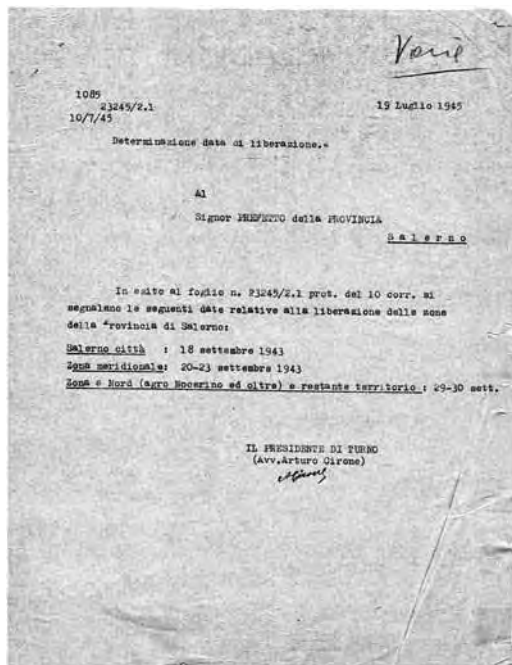 Varie
1085
23245/2.1
10/7/45
19 Luglio 1945
Determinazione data di liberazione.=
Al
Signor PREFETTO della PROVINCIA
Salerno
In esito al foglio n. 23245/2.1 prot. del 10 corr. si
segnalano le seguenti date relative alla liberazione delle zone
della Provincia di Salerno:
Salerno città : 18 settembre 1943
Zona meridionale: 20-23 settembre 1943
Zona e Nord (agro Nocerino ed oltre) e restante territorio : 29-30 sett.
IL PRESIDENTE DI TURNO
(Avv.Arturo Cirone)